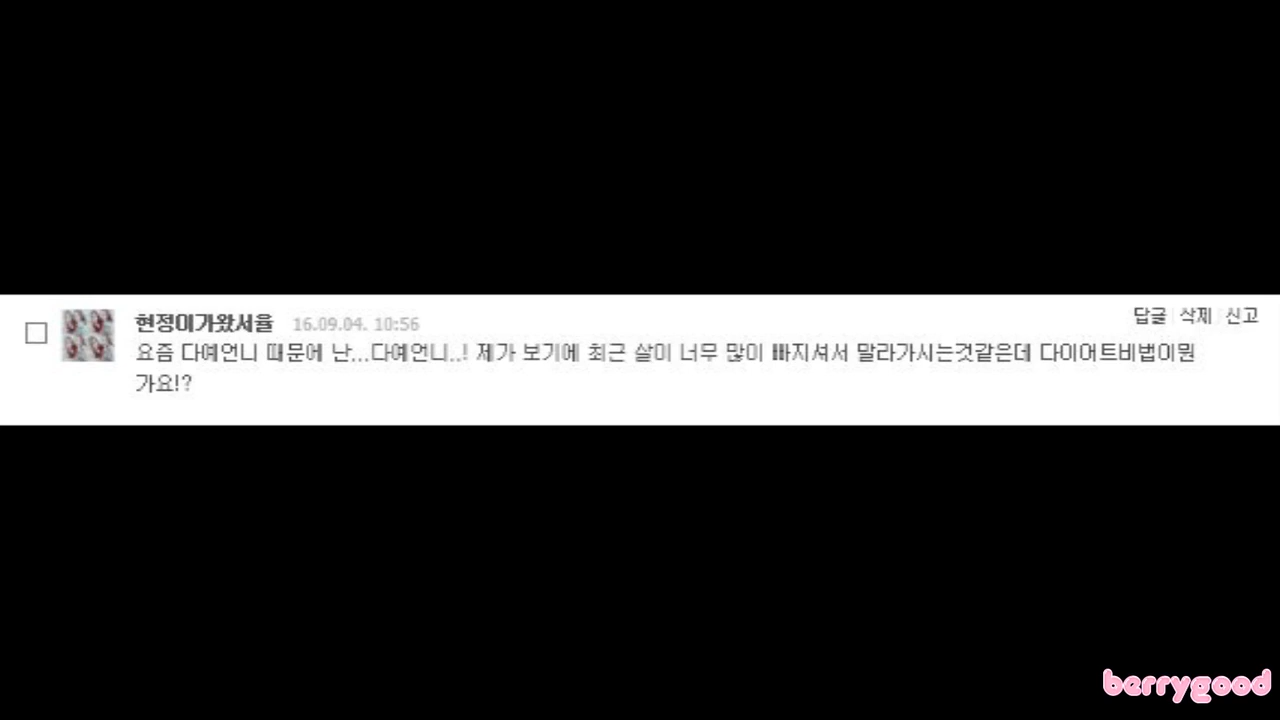 현정이가왔서율 16.09.04. 10:56 답글 삭제 신고
요즘 다예언니 때문에 난...다예언니..! 제가 보기에 최근 살이 너무 많이 빠지셔서 말라가시는것같은데 다이어트비법이뭔
가요!?
berrygood